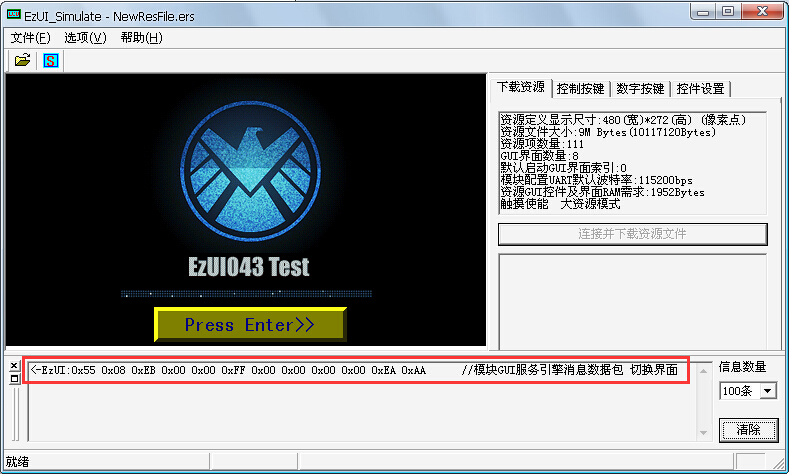 EzUI_Simulate - NewResFile.ers
文件(F) 选项(V) 帮助(H)
EzUI043 Test
Press Enter>>
下载资源 控制按键 数字按键 控件设置
资源定义显示尺寸:480(宽)*272(高) (像素点)
资源文件大小:9M Bytes(10117120Bytes)
资源项数量:111
GUI界面数量:8
默认启动GUI界面索引:0
模块配置UART默认波特率:115200bps
资源GUI控件及界面RAM需求:1952Bytes
触摸使能 大资源模式
连接并下载资源文件
<-EzUI:0x55 0x08 0xEB 0x00 0x00 0xFF 0x00 0x00 0x00 0x00 0xEA 0xAA //模块GUI服务引擎消息数据包 切换界面
信息数量
100条
清除
就绪